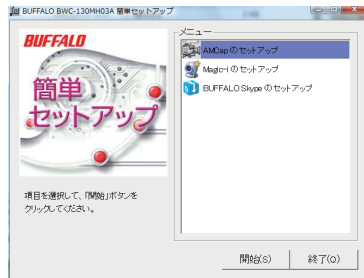 BUFFALO BWC-130MH03A 簡単セットアップ
BUFFALO
簡単
セットアップ
項目を選択して、「開始」ボタンを
クリックしてください。
メニュー
AMCap のセットアップ
Magic-i のセットアップ
BUFFALO Skype のセットアップ
開始(S)
終了(Q)